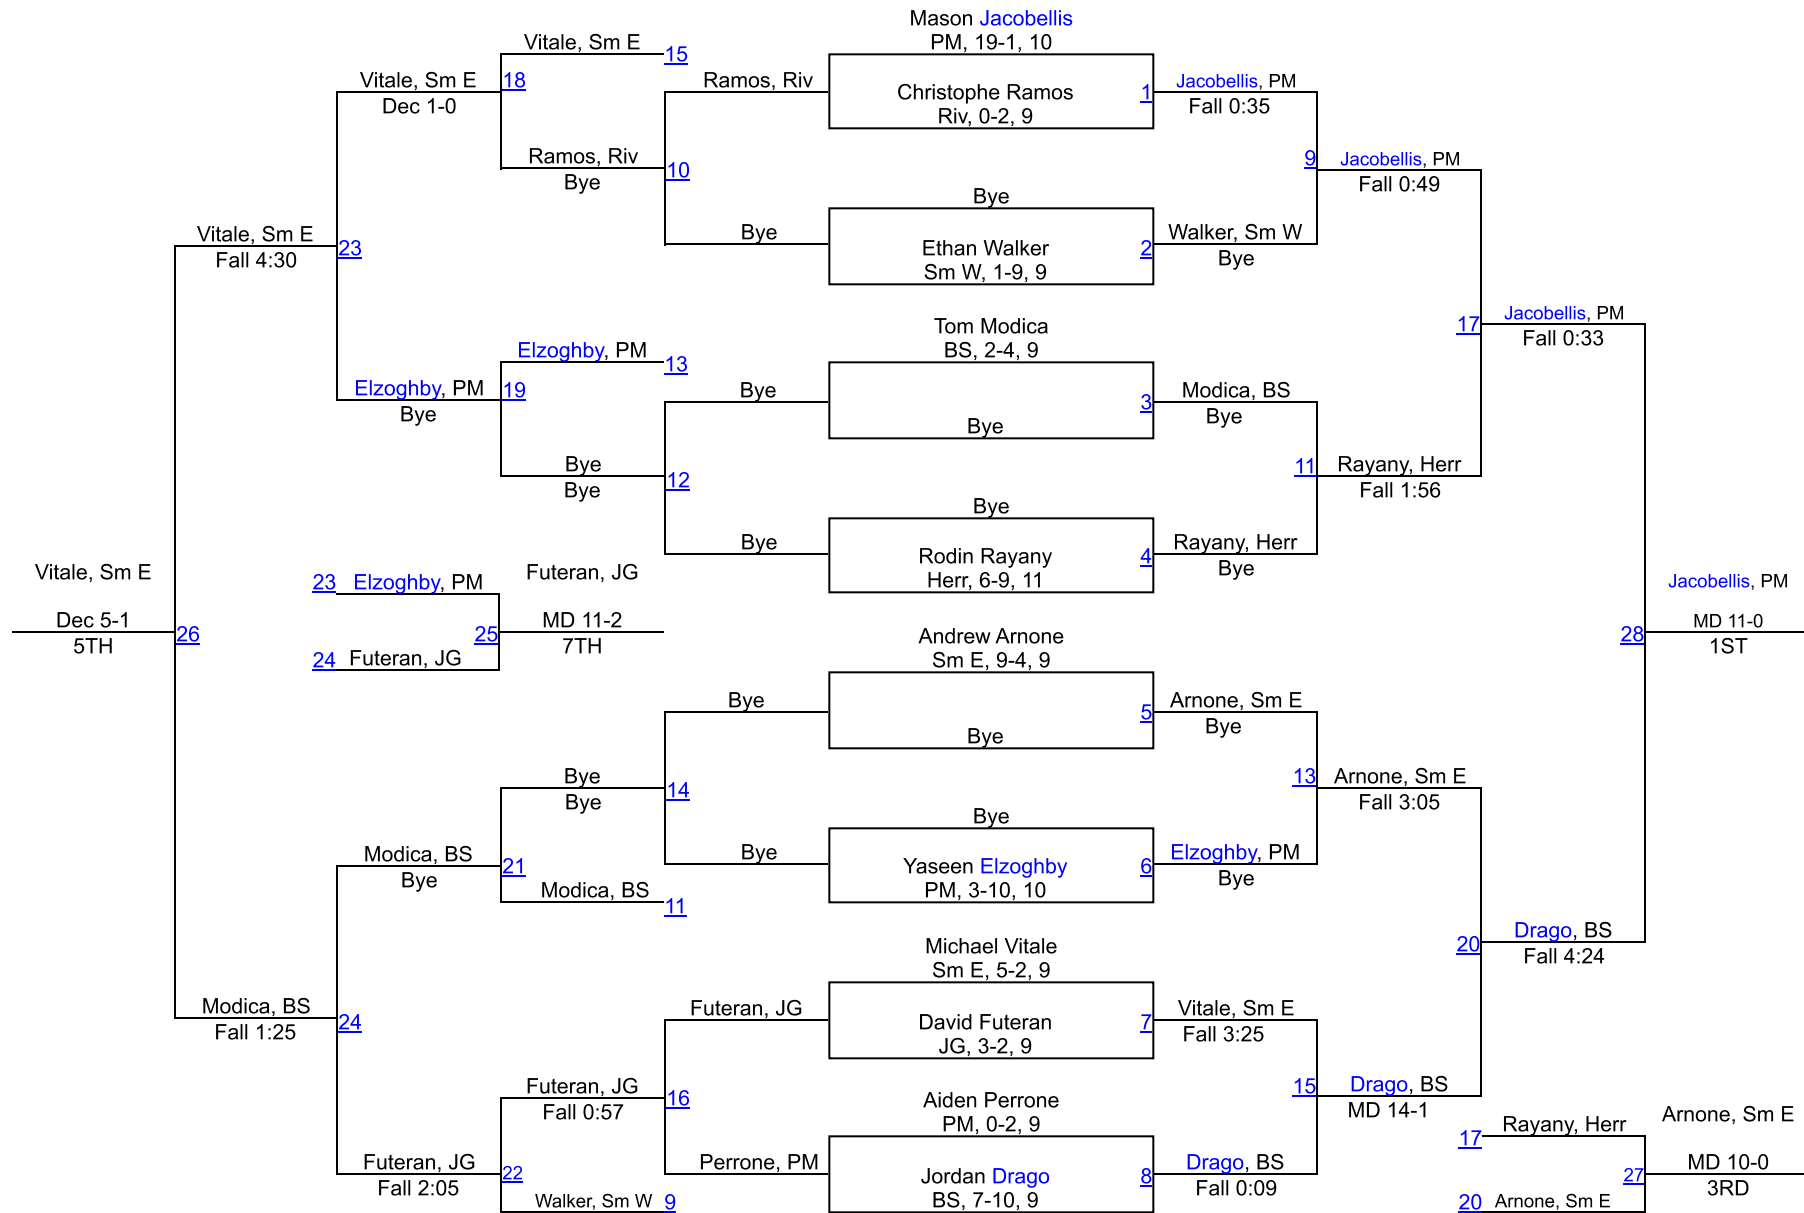 Mason Jacobellis
PM, 19-1, 10
Vitale, Sm E
15
Vitale, Sm E
18
Dec 1-0
Ramos, Riv
Christophe Ramos
Riv, 0-2, 9
1
Jacobellis, PM
Fall 0:35
Ramos, Riv
Bye
10
9
Jacobellis, PM
Fall 0:49
Bye
Bye
Ethan Walker
Sm W, 1-9, 9
2
Walker, Sm W
Bye
Vitale, Sm E
Fall 4:30
23
Tom Modica
BS, 2-4, 9
17
Jacobellis, PM
Fall 0:33
Elzoghby, PM
13
Elzoghby, PM
Bye
19
Bye
Bye
3
Modica, BS
Bye
Bye
Bye
12
11
Rayany, Herr
Fall 1:56
Bye
Bye
Rodin Rayany
Herr, 6-9, 11
4
Rayany, Herr
Bye
Vitale, Sm E
Dec 5-1
5TH
26
23
Elzoghby, PM
Futeran, JG
25
MD 11-2
7TH
24
Futeran, JG
Jacobellis, PM
28
MD 11-0
1ST
Andrew Arnone
Sm E, 9-4, 9
Bye
Bye
5
Arnone, Sm E
Bye
Bye
Bye
14
13
Arnone, Sm E
Fall 3:05
Bye
Bye
Yaseen Elzoghby
PM, 3-10, 10
6
Elzoghby, PM
Bye
Modica, BS
Bye
21
Modica, BS
11
20
Drago, BS
Fall 4:24
Michael Vitale
Sm E, 5-2, 9
Modica, BS
Fall 1:25
24
Futeran, JG
David Futeran
JG, 3-2, 9
7
Vitale, Sm E
Fall 3:25
Futeran, JG
Fall 0:57
16
Aiden Perrone
PM, 0-2, 9
15
Drago, BS
MD 14-1
Futeran, JG
Fall 2:05
22
Perrone, PM
Jordan Drago
BS, 7-10, 9
8
Drago, BS
Fall 0:09
Walker, Sm W
9
17
Rayany, Herr
Arnone, Sm E
27
MD 10-0
3RD
20
Arnone, Sm E